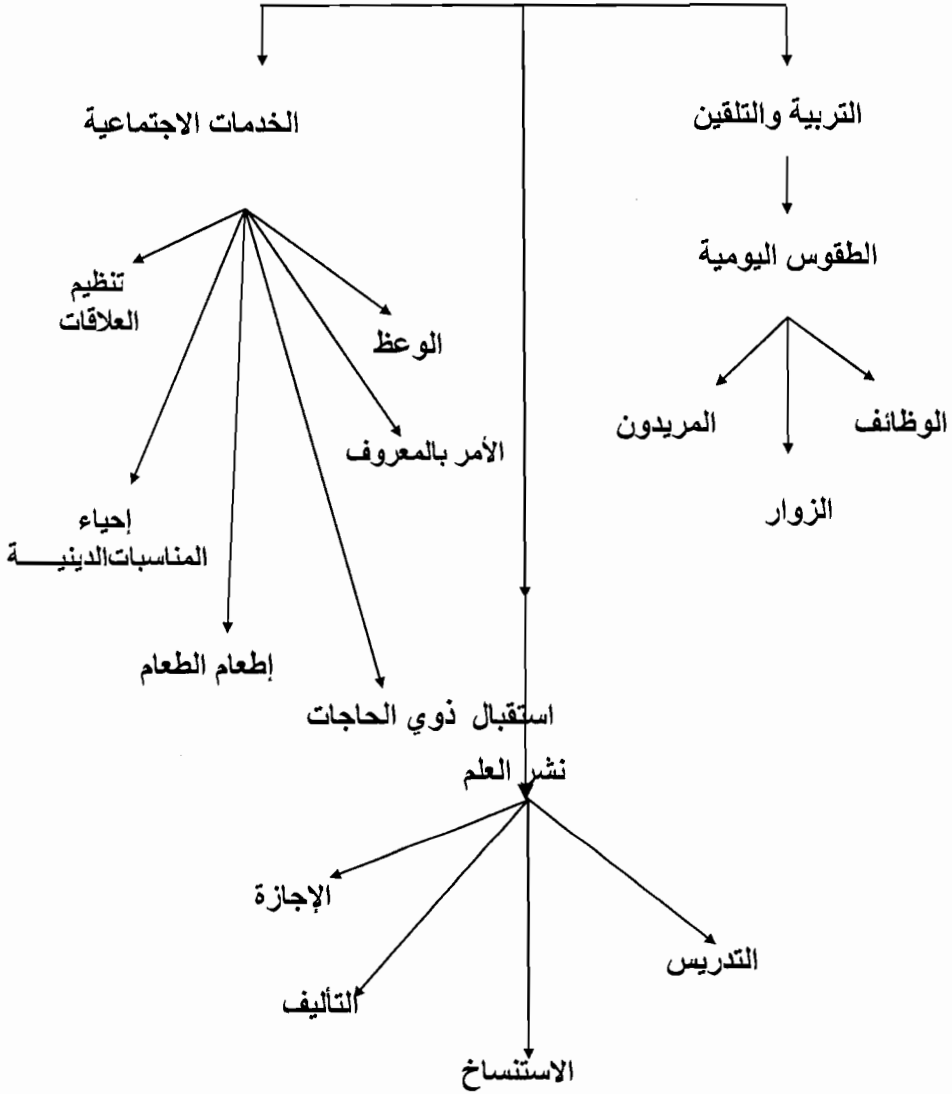 التربية والتلقين
الخدمات الاجتماعية
الطقوس اليومية
تنظيم
العلاقات
الوعظ
الوظائف
المريدون
الأمر بالمعروف
الزوار
إحياء
المناسبات الدينيـــــة
إطعام الطعام
استقبال ذوي الحاجات
نشر العلم
الإجازة
التدريس
التأليف
الاستنساخ